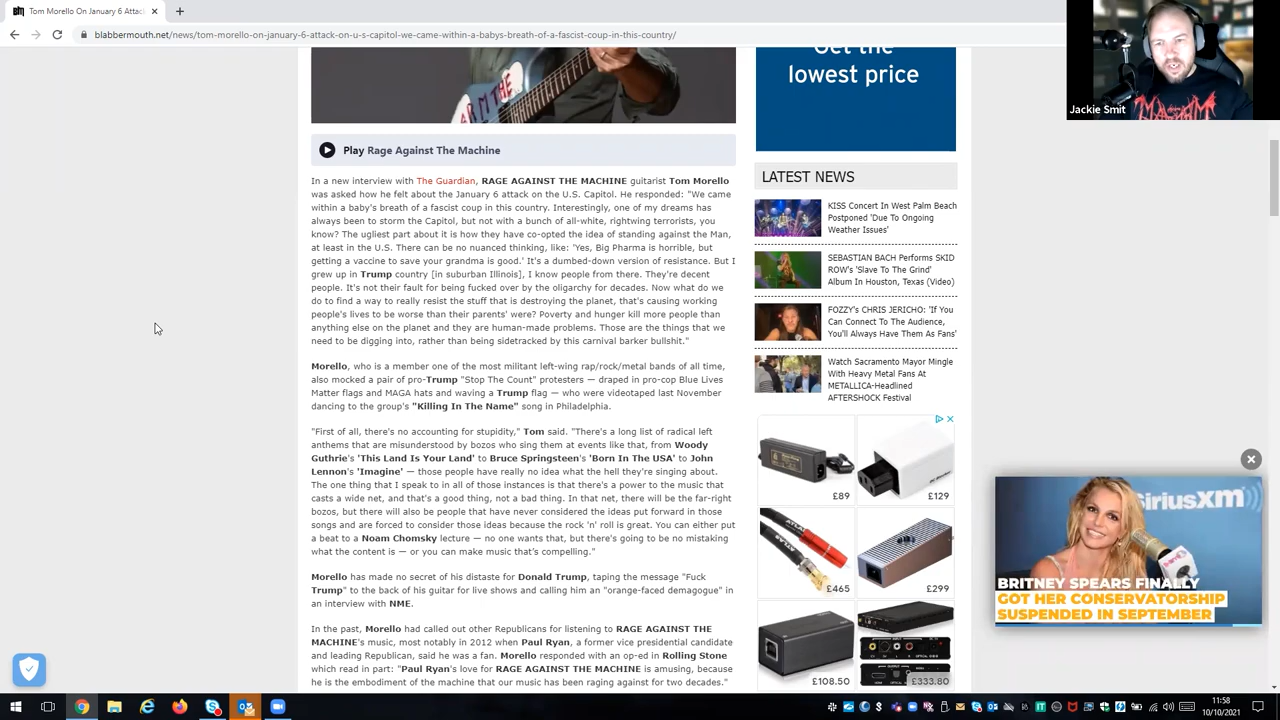 Tom Morello On January 6 Attack
blabbermouth.net/news/tom-morello-on-january-6-attack-on-u-s-capitol-we-came-within-a-babys-breath-of-a-fascist-coup-in-this-country/
ARM THE
Play Rage Against The Machine
In a new interview with The Guardian, RAGE AGAINST THE MACHINE guitarist Tom Morello
was asked how he felt about the January 6 attack on the U.S. Capitol. He responded: "We came
within a baby's breath of a fascist coup in this country. Interestingly, one of my dreams has
always been to storm the Capitol, but not with a bunch of all-white, rightwing terrorists, you
know? The ugliest part about it is how they have co-opted the idea of standing against the Man,
at least in the U.S. There can be no nuanced thinking, like: 'Yes, Big Pharma is horrible, but
getting a vaccine to save your grandma is good.' It's a dumbed-down version of resistance. But I
grew up in Trump country [in suburban Illinois], I know people from there. They're decent
people. It's not their fault for being fucked over by the oligarchy for decades. Now what do we
do to find a way to really resist the stuff that is destroying the planet, that's causing working
people's lives to be worse than their parents' were? Poverty and hunger kill more people than
anything else on the planet and they are human-made problems. Those are the things that we
need to be digging into, rather than being sidetracked by this carnival barker bullshit."
Morello, who is a member one of the most militant left-wing rap/rock/metal bands of all time,
also mocked a pair of pro-Trump "Stop The Count" protesters — draped in pro-cop Blue Lives
Matter flags and MAGA hats and waving a Trump flag — who were videotaped last November
dancing to the group's "Killing In The Name" song in Philadelphia.
"First of all, there's no accounting for stupidity," Tom said. "There's a long list of radical left
anthems that are misunderstood by bozos who sing them at events like that, from Woody
Guthrie's 'This Land Is Your Land' to Bruce Springsteen's 'Born In The USA' to John
Lennon's 'Imagine' — those people have really no idea what the hell they're singing about.
The one thing that I speak to in all of those instances is that there's a power to the music that
casts a wide net, and that's a good thing, not a bad thing. In that net, there will be the far-right
bozos, but there will also be people that have never considered the ideas put forward in those
songs and are forced to consider those ideas because the rock 'n' roll is great. You can either put
a beat to a Noam Chomsky lecture — no one wants that, but there's going to be no mistaking
what the content is — or you can make music that's compelling."
Morello has made no secret of his distaste for Donald Trump, taping the message "Fuck
Trump" to the back of his guitar for live shows and calling him an "orange-faced demagogue" in
an interview with NME.
In the past, Morello had called out other Republicans for listening to RAGE AGAINST THE
MACHINE's music, most notably in 2012 when Paul Ryan, a former vice presidential candidate
and leading Republican, said he was a fan. Morello responded with an op-ed in Rolling Stone
which read in part: "Paul Ryan's love for RAGE AGAINST THE MACHINE is amusing, because
he is the embodiment of the machine that our music has been raging against for two decades."
Get the
lowest price
LATEST NEWS
KISS Concert In West Palm Beach
Postponed 'Due To Ongoing
Weather Issues'
SEBASTIAN BACH Performs SKID
ROW's 'Slave To The Grind'
Album In Houston, Texas (Video)
FOZZY's CHRIS JERICHO: 'If You
Can Connect To The Audience,
You'll Always Have Them As Fans'
Watch Sacramento Mayor Mingle
With Heavy Metal Fans At
METALLICA-Headlined
AFTERSHOCK Festival
£89
£129
£465
£299
£108.50
£333.80
Jackie Smit
MAYHEM
SiriusXM
BRITNEY SPEARS FINALLY
GOT HER CONSERVATORSHIP
SUSPENDED IN SEPTEMBER
11:58
10/10/2021